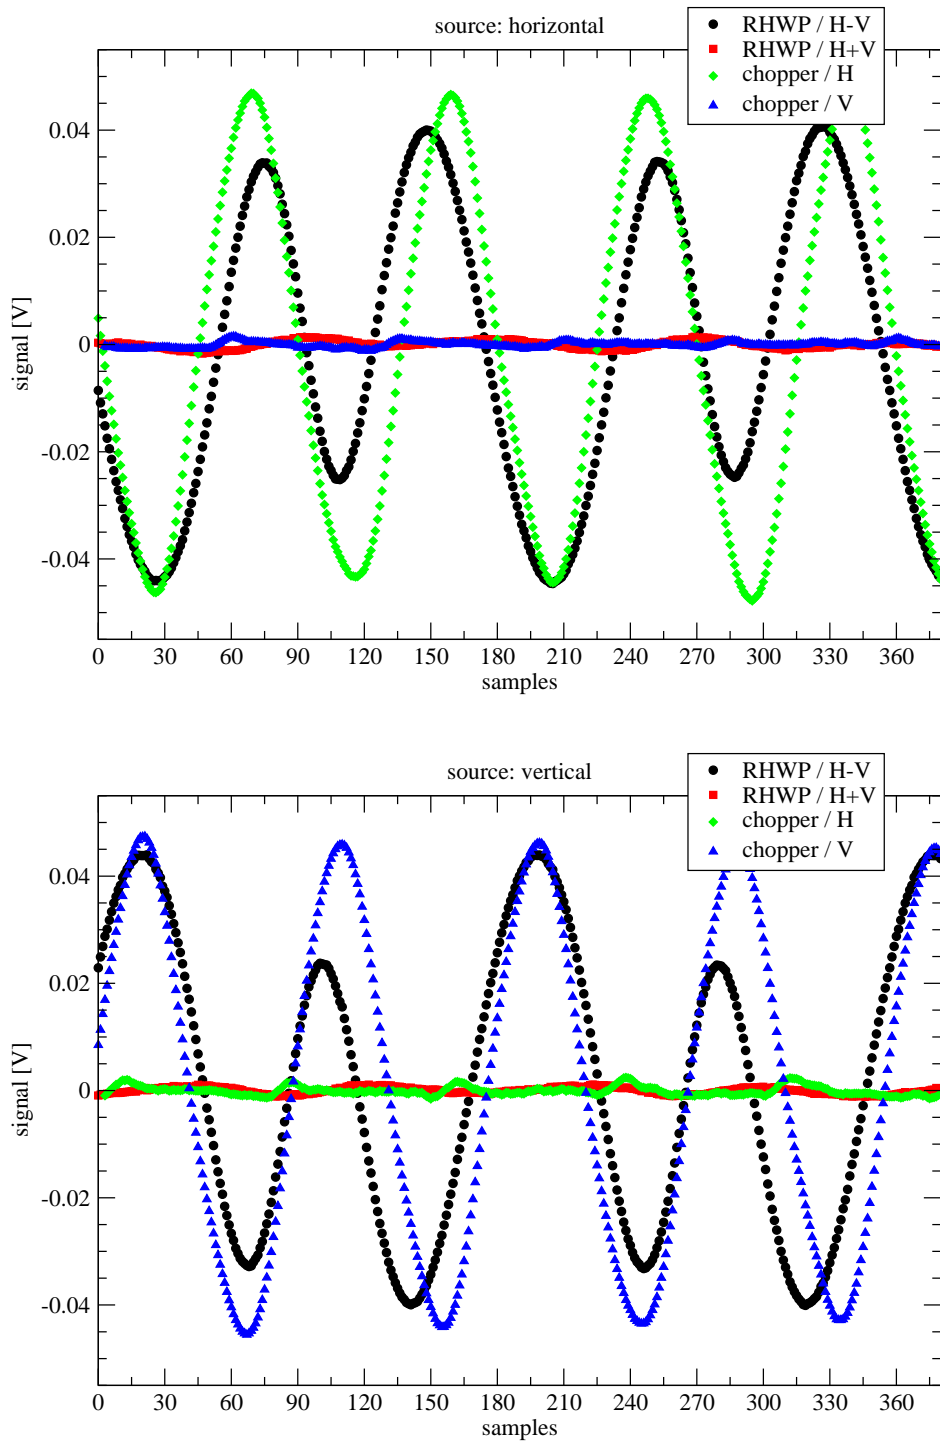 source: horizontal
RHWP / H-V
RHWP / H+V
chopper / H
chopper / V
signal [V]
0.04
0.02
0
-0.02
-0.04
0 30 60 90 120 150 180 210 240 270 300 330 360
samples
source: vertical
RHWP / H-V
RHWP / H+V
chopper / H
chopper / V
signal [V]
0.04
0.02
0
-0.02
-0.04
0 30 60 90 120 150 180 210 240 270 300 330 360
samples